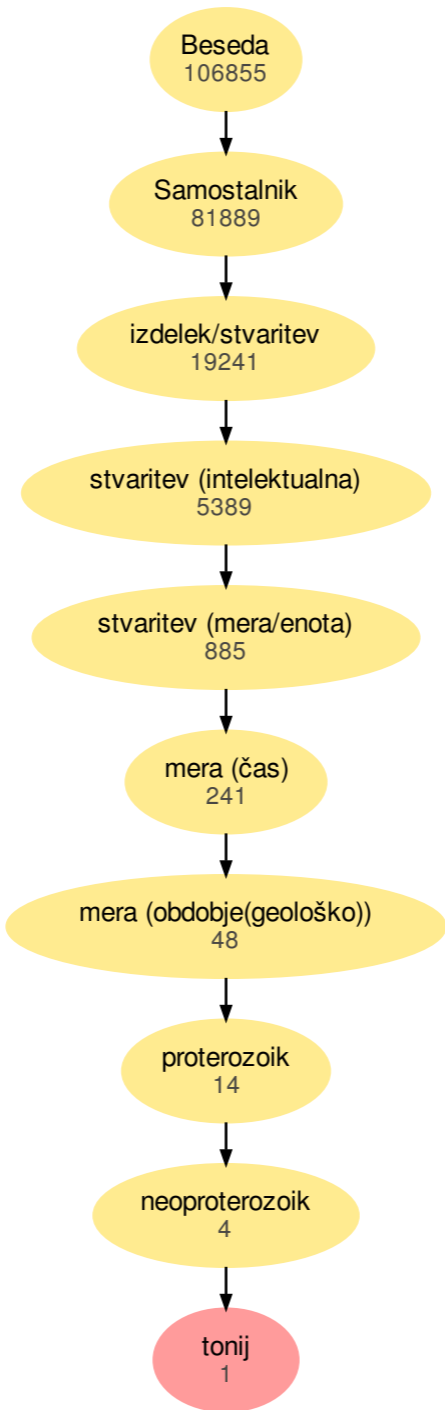 Beseda
106855
Samostalnik
81889
izdelek/stvaritev
19241
stvaritev (intelektualna)
5389
stvaritev (mera/enota)
885
mera (čas)
241
mera (obdobje(geološko))
48
proterozoik
14
neoproterozoik
4
tonij
1